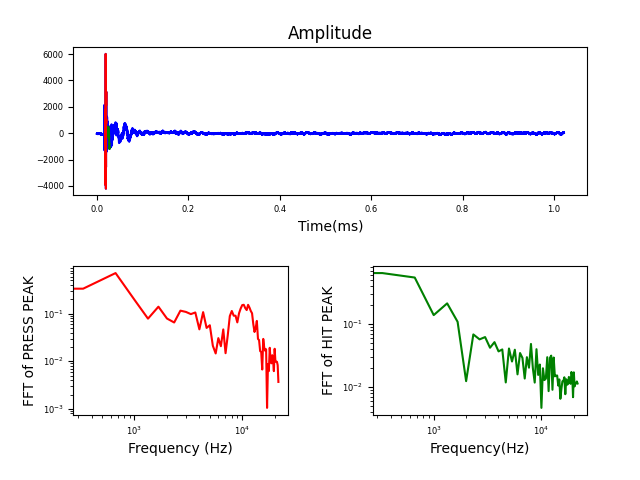 Amplitude
6000
4000
2000
0
−2000
−4000
0.0 0.2 0.4 0.6 0.8 1.0
Time(ms)
FFT of PRESS PEAK
10⁻¹
10⁻²
10⁻³
10³ 10⁴
Frequency (Hz)
FFT of HIT PEAK
10⁻¹
10⁻²
10³ 10⁴
Frequency(Hz)